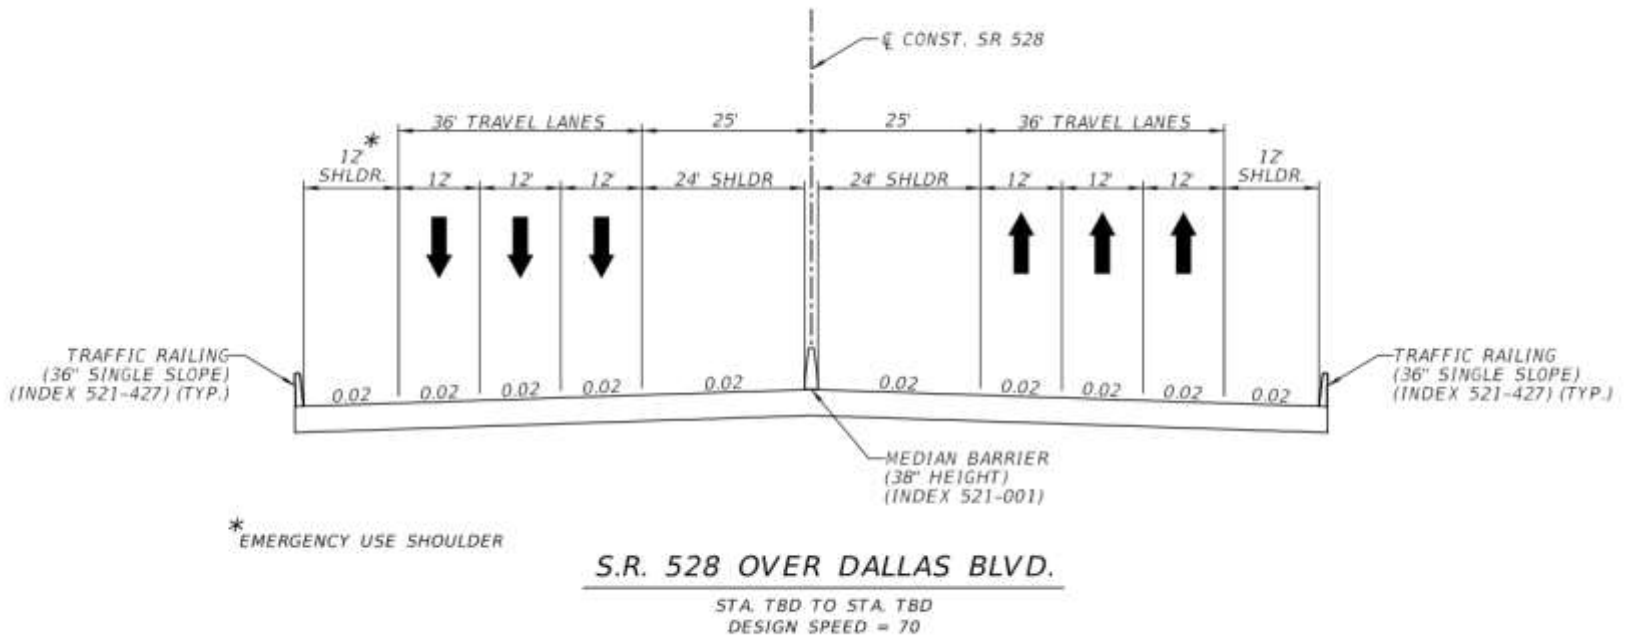 ℄ CONST. SR 528
36' TRAVEL LANES 25' 25' 36' TRAVEL LANES
12' *
SHLDR.
12' 12' 12' 24' SHLDR 24' SHLDR 12' 12' 12'
12'
SHLDR.
TRAFFIC RAILING
(36" SINGLE SLOPE)
(INDEX 521-427) (TYP.)
0.02 0.02 0.02 0.02 0.02 0.02 0.02 0.02 0.02 0.02
TRAFFIC RAILING
(36" SINGLE SLOPE)
(INDEX 521-427) (TYP.)
MEDIAN BARRIER
(38" HEIGHT)
(INDEX 521-001)
* EMERGENCY USE SHOULDER
S.R. 528 OVER DALLAS BLVD.
STA. TBD TO STA. TBD
DESIGN SPEED = 70